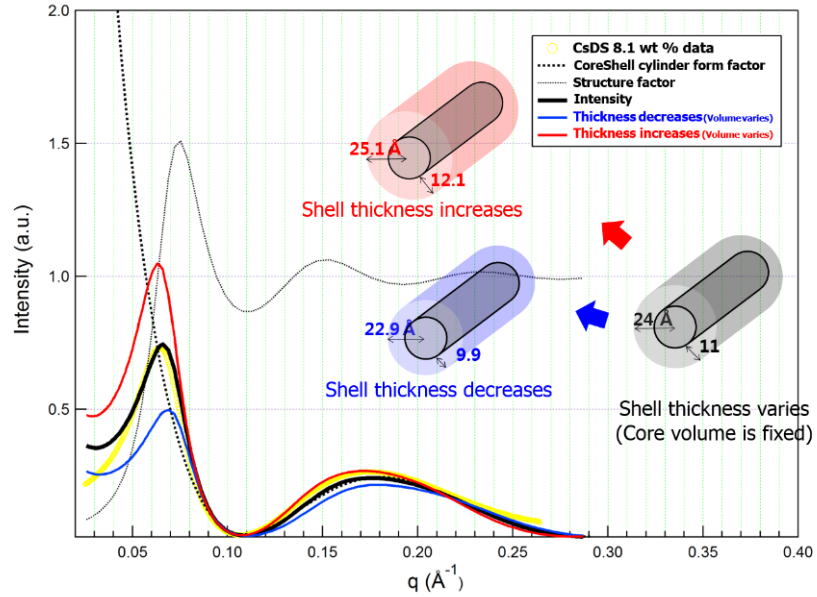 2.0
1.5
1.0
0.5
Intensity (a.u.)
CsDS 8.1 wt % data
CoreShell cylinder form factor
Structure factor
Intensity
Thickness decreases (Volume varies)
Thickness increases (Volume varies)
25.1 Å
12.1
Shell thickness increases
22.9 Å
9.9
Shell thickness decreases
24 Å
11
Shell thickness varies
(Core volume is fixed)
0.05 0.10 0.15 0.20 0.25 0.30 0.35 0.40
q (Å⁻¹)